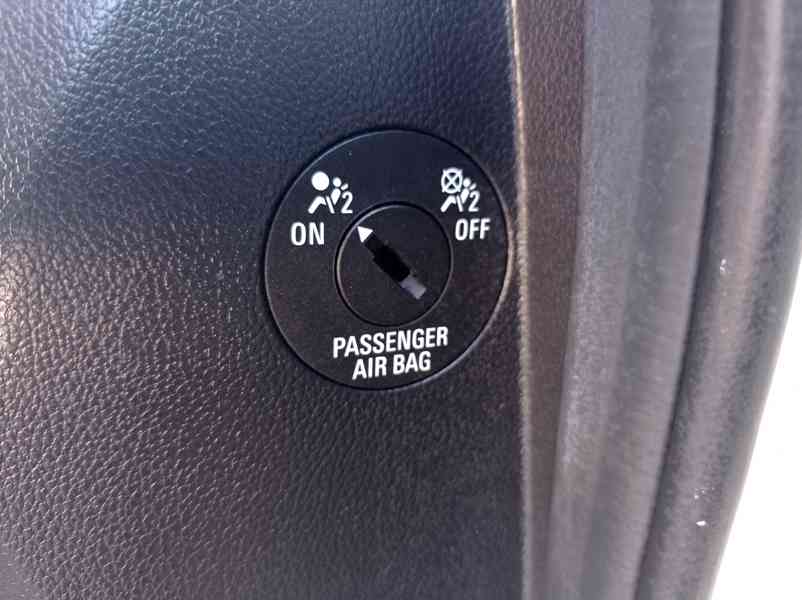 2 2
ON OFF
PASSENGER
AIR BAG